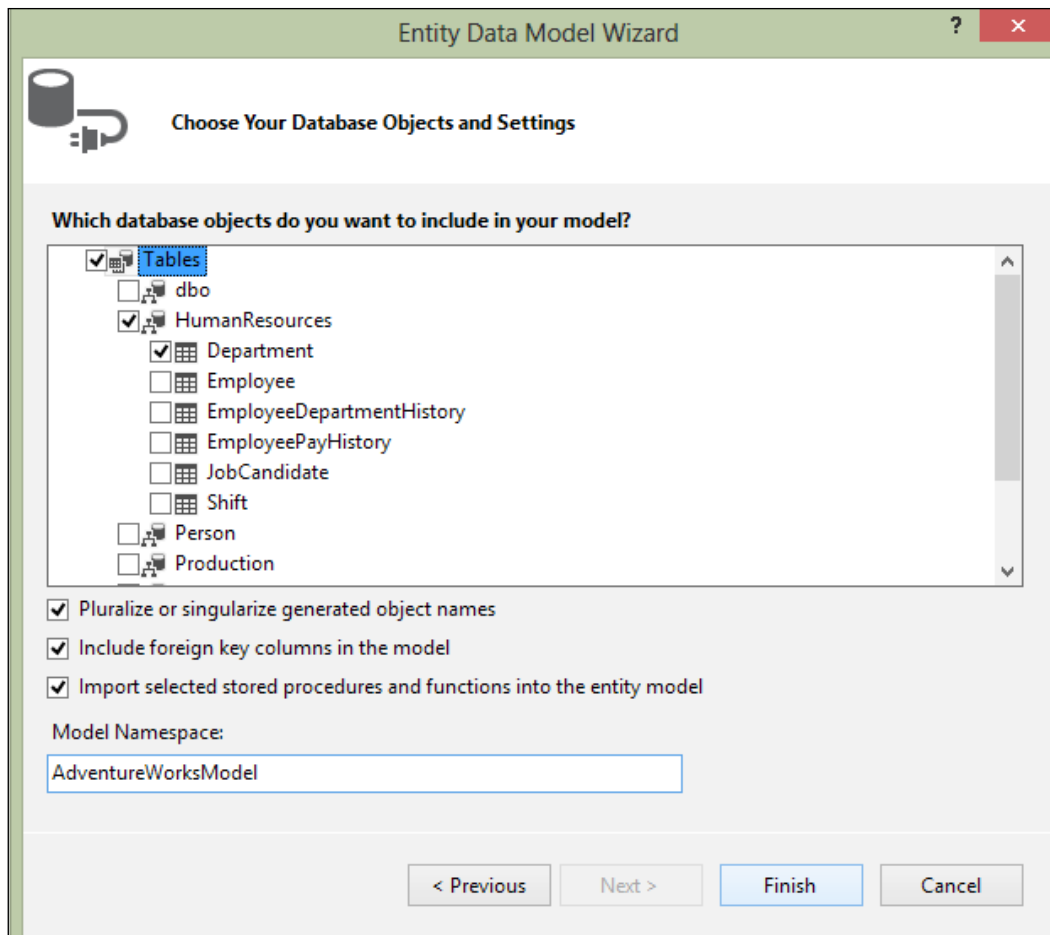 Entity Data Model Wizard
?
Choose Your Database Objects and Settings
Which database objects do you want to include in your model?
Tables
dbo
HumanResources
Department
Employee
EmployeeDepartmentHistory
EmployeePayHistory
JobCandidate
Shift
Person
Production
Pluralize or singularize generated object names
Include foreign key columns in the model
Import selected stored procedures and functions into the entity model
Model Namespace:
AdventureWorksModel
< Previous
Next >
Finish
Cancel